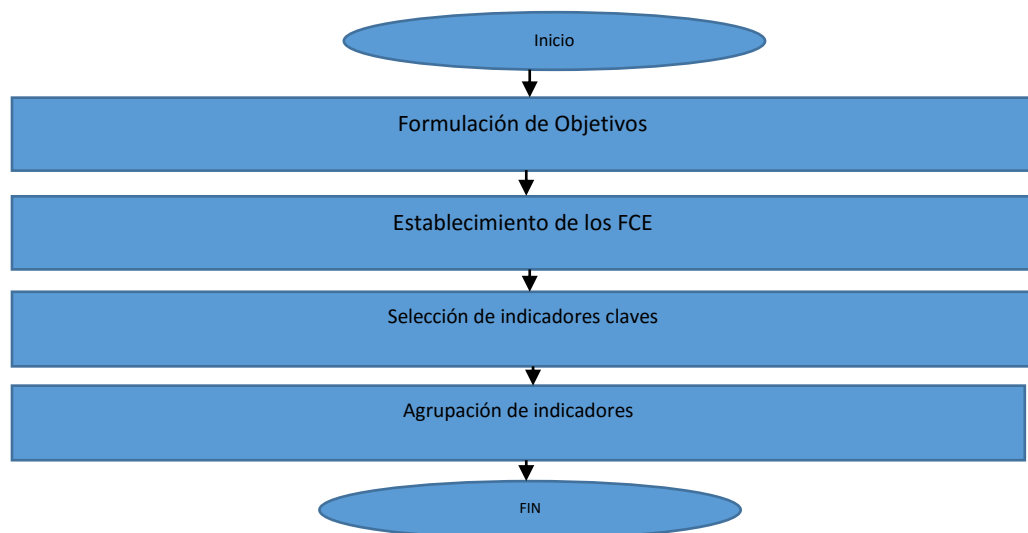 Inicio
Formulación de Objetivos
Establecimiento de los FCE
Selección de indicadores claves
Agrupación de indicadores
FIN